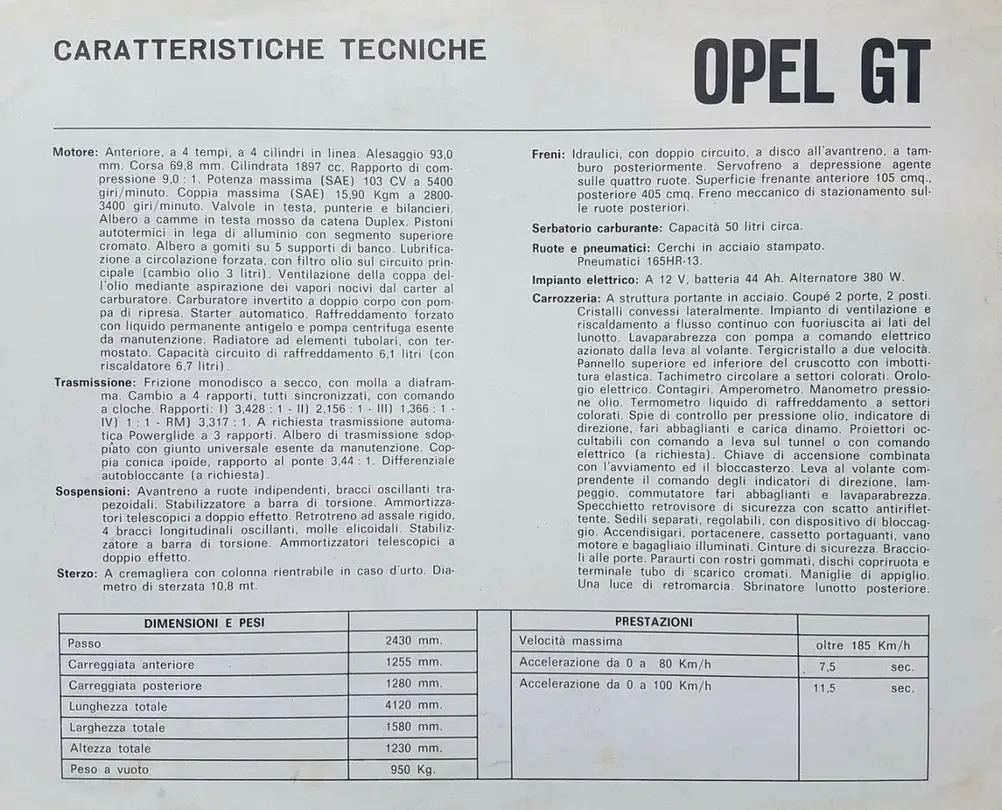 CARATTERISTICHE TECNICHE
OPEL GT
Motore: Anteriore, a 4 tempi, a 4 cilindri in linea. Alesaggio 93,0
mm. Corsa 69,8 mm. Cilindrata 1897 cc. Rapporto di com-
pressione 9,0 : 1. Potenza massima (SAE) 103 CV a 5400
giri/minuto. Coppia massima (SAE) 15,90 Kgm a 2800-
3400 giri/minuto. Valvole in testa, punterie e bilancieri.
Albero a camme in testa mosso da catena Duplex. Pistoni
autotermici in lega di alluminio con segmento superiore
cromato. Albero a gomiti su 5 supporti di banco. Lubrifica-
zione a circolazione forzata, con filtro olio sul circuito prin-
cipale (cambio olio 3 litri). Ventilazione della coppa del-
l'olio mediante aspirazione dei vapori nocivi dal carter al
carburatore. Carburatore invertito a doppio corpo con pom-
pa di ripresa. Starter automatico. Raffreddamento forzato
con liquido permanente antigelo e pompa centrifuga esente
da manutenzione. Radiatore ad elementi tubolari, con ter-
mostato. Capacità circuito di raffreddamento 6,1 litri (con
riscaldatore 6,7 litri).
Trasmissione: Frizione monodisco a secco, con molla a diafram-
ma. Cambio a 4 rapporti, tutti sincronizzati, con comando
a cloche. Rapporti: I) 3,428 : 1 - II) 2,156 : 1 - III) 1,366 : 1 -
IV) 1 : 1 - RM) 3,317 : 1. A richiesta trasmissione automa-
tica Powerglide a 3 rapporti. Albero di trasmissione sdop-
piato con giunto universale esente da manutenzione. Cop-
pia conica ipoide, rapporto al ponte 3,44 : 1. Differenziale
autobloccante (a richiesta).
Sospensioni: Avantreno a ruote indipendenti, bracci oscillanti tra-
pezoidali. Stabilizzatore a barra di torsione. Ammortizza-
tori telescopici a doppio effetto. Retrotreno ad assale rigido,
4 bracci longitudinali oscillanti, molle elicoidali. Stabiliz-
zatore a barra di torsione. Ammortizzatori telescopici a
doppio effetto.
Sterzo: A cremagliera con colonna rientrabile in caso d'urto. Dia-
metro di sterzata 10,8 mt.
Freni: Idraulici, con doppio circuito, a disco all'avantreno, a tam-
buro posteriormente. Servofreno a depressione agente
sulle quattro ruote. Superficie frenante anteriore 105 cmq.,
posteriore 405 cmq. Freno meccanico di stazionamento sul-
le ruote posteriori.
Serbatorio carburante: Capacità 50 litri circa.
Ruote e pneumatici: Cerchi in acciaio stampato.
Pneumatici 165HR-13.
Impianto elettrico: A 12 V, batteria 44 Ah. Alternatore 380 W.
Carrozzeria: A struttura portante in acciaio. Coupé 2 porte, 2 posti.
Cristalli convessi lateralmente. Impianto di ventilazione e
riscaldamento a flusso continuo con fuoriuscita ai lati del
lunotto. Lavaparabrezza con pompa a comando elettrico
azionato dalla leva al volante. Tergicristallo a due velocità.
Pannello superiore ed inferiore del cruscotto con imbotti-
tura elastica. Tachimetro circolare a settori colorati. Orolo-
gio elettrico. Contagiri. Amperometro. Manometro pressio-
ne olio. Termometro liquido di raffreddamento a settori
colorati. Spie di controllo per pressione olio, indicatore di
direzione, fari abbaglianti e carica dinamo. Proiettori oc-
cultabili con comando a leva sul tunnel o con comando
elettrico (a richiesta). Chiave di accensione combinata
con l'avviamento ed il bloccasterzo. Leva al volante com-
prendente il comando degli indicatori di direzione, lam-
peggio, commutatore fari abbaglianti e lavaparabrezza.
Specchietto retrovisore di sicurezza con scatto antiriflet-
tente. Sedili separati, regolabili, con dispositivo di bloccag-
gio. Accendisigari, portacenere, cassetto portaguanti, vano
motore e bagagliaio illuminati. Cinture di sicurezza. Braccio-
li alle porte. Paraurti con rostri gommati, dischi copriruota e
terminale tubo di scarico cromati. Maniglie di appiglio.
Una luce di retromarcia. Sbrinatore lunotto posteriore.
DIMENSIONI E PESI
Passo 2430 mm.
Carreggiata anteriore 1255 mm.
Carreggiata posteriore 1280 mm.
Lunghezza totale 4120 mm.
Larghezza totale 1580 mm.
Altezza totale 1230 mm.
Peso a vuoto 950 Kg.
PRESTAZIONI
Velocità massima oltre 185 Km/h
Accelerazione da 0 a 80 Km/h 7,5 sec.
Accelerazione da 0 a 100 Km/h 11,5 sec.